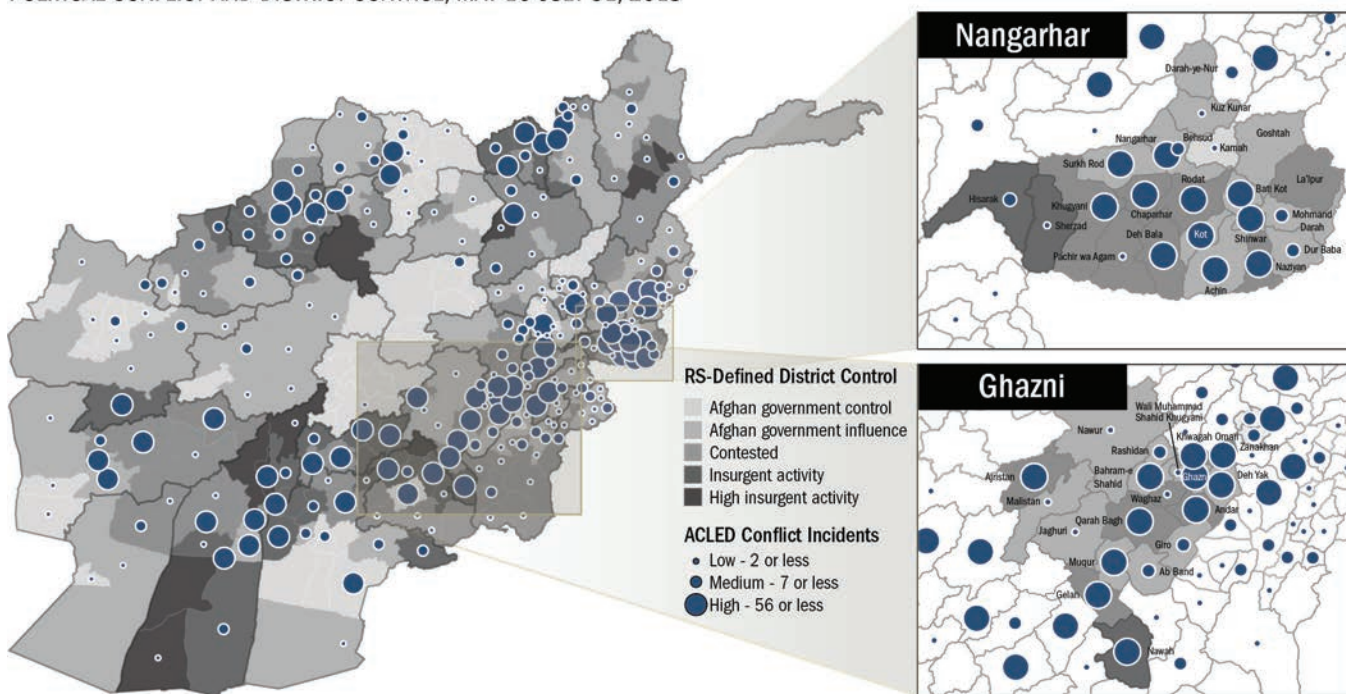 Nangarhar
Darah-ye-Nur
Kuz Kunar
Nangarhar
Behsud
Kamah
Goshtah
Surkh Rod
Rodat
Bati Kot
La'lpur
Hisarak
Khugyani
Chaparhar
Sherzad
Deh Bala
Kot
Shinwar
Mohmand
Darah
Pachir wa Agam
Dur Baba
Naziyan
Achin
RS-Defined District Control
Afghan government control
Afghan government influence
Contested
Insurgent activity
High insurgent activity
ACLED Conflict Incidents
Low - 2 or less
Medium - 7 or less
High - 56 or less
Ghazni
Wali Muhammad
Shahid Khugyani
Nawur
Khwagah Omari
Rashidan
Zanakhan
Ajristan
Bahram-e
Shahid
Ghazni
Deh Yak
Malistan
Waghaz
Andar
Jaghuri
Qarah Bagh
Giro
Muqur
Ab Band
Gelan
Nawah